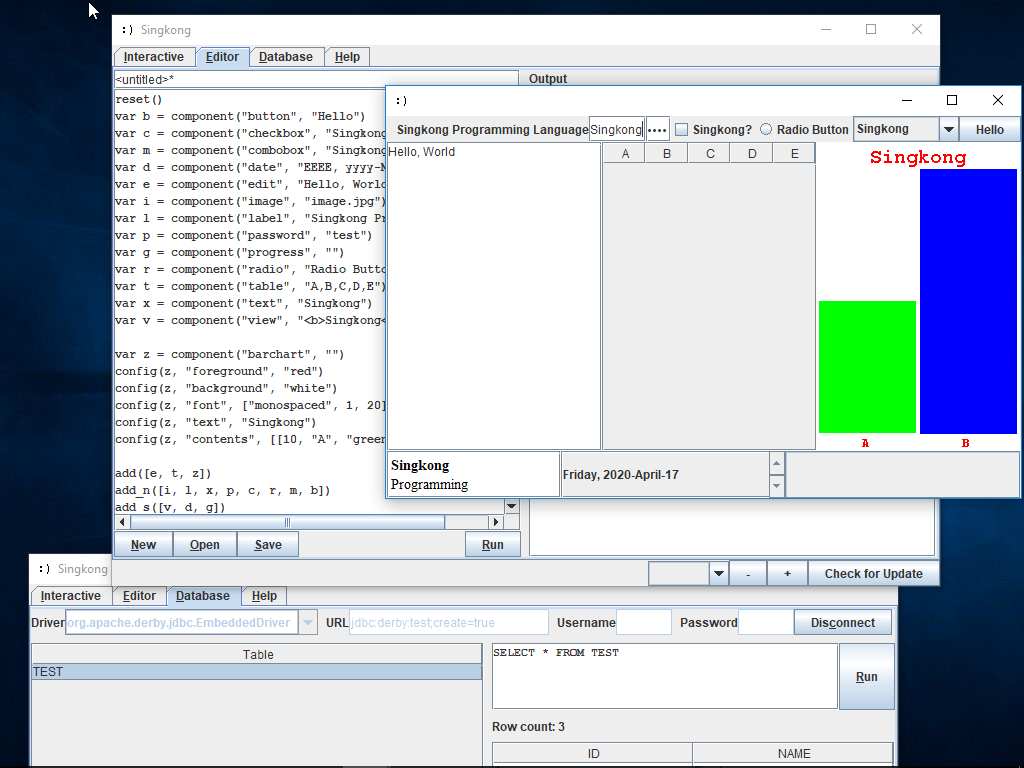 :) Singkong
Interactive Editor Database Help
<untitled>*
Output
reset()
var b = component("button", "Hello")
var c = component("checkbox", "Singkong
var m = component("combobox", "Singkong
var d = component("date", "EEEE, yyyy-M
var e = component("edit", "Hello, World
var i = component("image", "image.jpg")
var l = component("label", "Singkong Pr
var p = component("password", "test")
var g = component("progress", "")
var r = component("radio", "Radio Butto
var t = component("table", "A,B,C,D,E")
var x = component("text", "Singkong")
var v = component("view", "<b>Singkong<
var z = component("barchart", "")
config(z, "foreground", "red")
config(z, "background", "white")
config(z, "font", ["monospaced", 1, 20]
config(z, "text", "Singkong")
config(z, "contents", [[10, "A", "green
add([e, t, z])
add_n([i, l, x, p, c, r, m, b])
add_s([v, d, g])
New Open Save Run
- + Check for Update
:)
Singkong Programming Language Singkong •••• Singkong? Radio Button Singkong Hello
Hello, World
A B C D E
Singkong
A B
Singkong
Programming
Friday, 2020-April-17
:) Singkong
Interactive Editor Database Help
Driver org.apache.derby.jdbc.EmbeddedDriver URL jdbc:derby:test;create=true Username Password Disconnect
Table
TEST
SELECT * FROM TEST
Run
Row count: 3
ID NAME